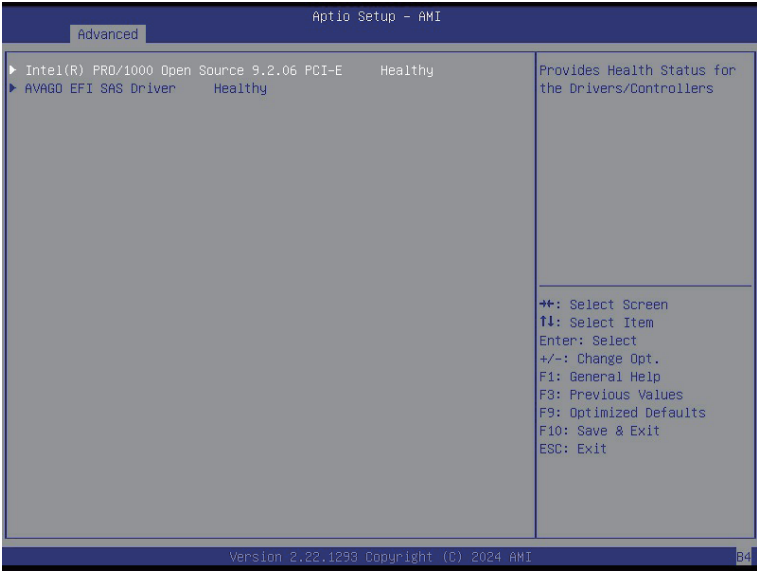 Aptio Setup – AMI
Advanced
▶ Intel(R) PRO/1000 Open Source 9.2.06 PCI-E Healthy
▶ AVAGO EFI SAS Driver Healthy
Provides Health Status for
the Drivers/Controllers
→←: Select Screen
↑↓: Select Item
Enter: Select
+/-: Change Opt.
F1: General Help
F3: Previous Values
F9: Optimized Defaults
F10: Save & Exit
ESC: Exit
Version 2.22.1293 Copyright (C) 2024 AMI
B4